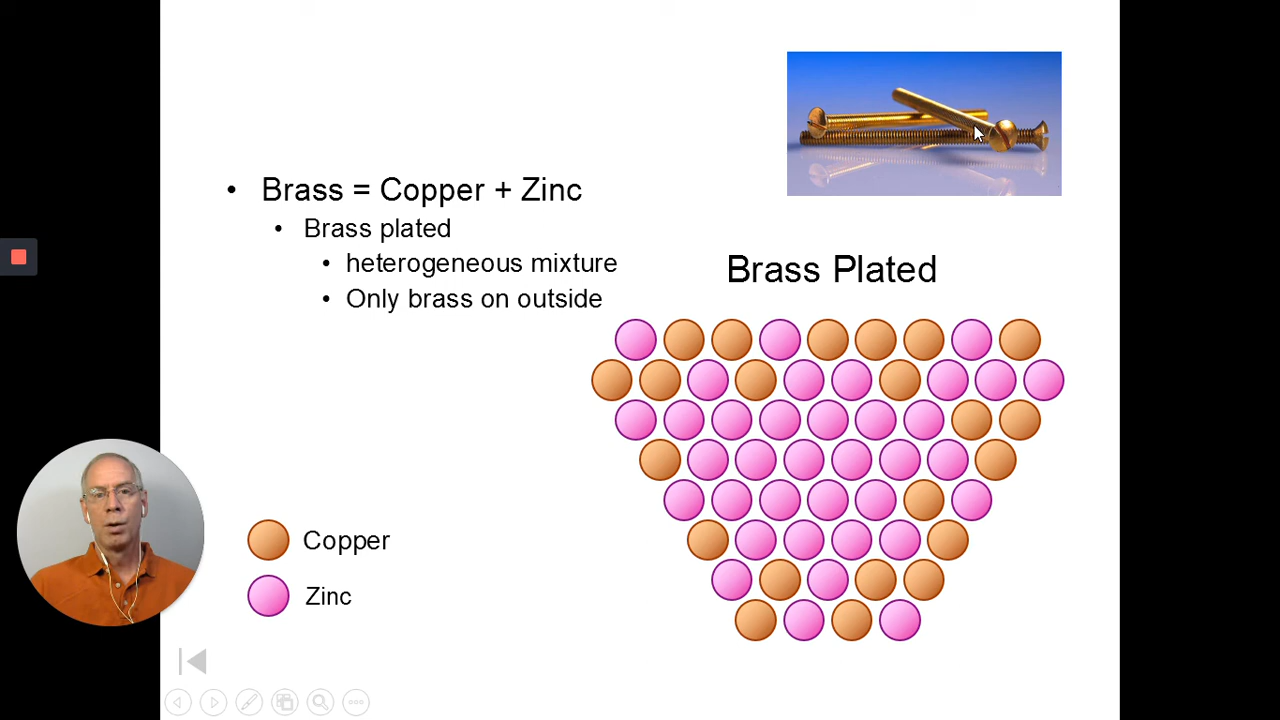 Brass = Copper + Zinc
Brass plated
heterogeneous mixture
Only brass on outside
Brass Plated
Copper
Zinc